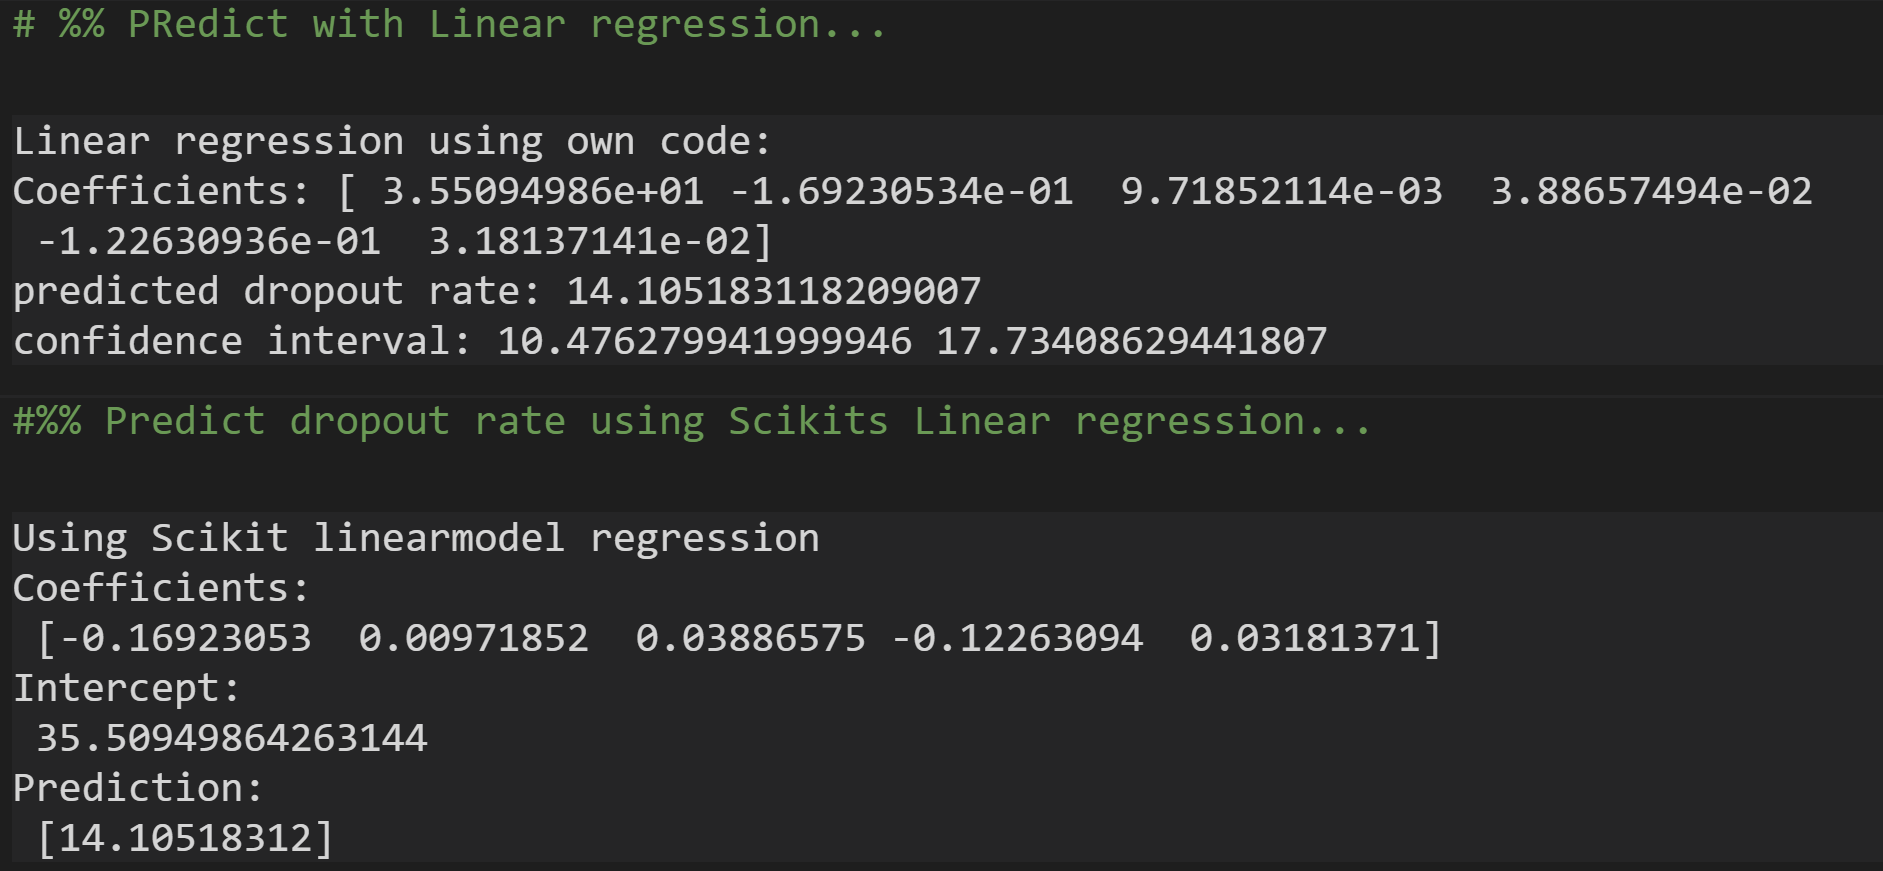 # %% PRedict with Linear regression...
Linear regression using own code:
Coefficients: [ 3.55094986e+01 -1.69230534e-01  9.71852114e-03  3.88657494e-02
 -1.22630936e-01  3.18137141e-02]
predicted dropout rate: 14.105183118209007
confidence interval: 10.476279941999946 17.73408629441807
#%% Predict dropout rate using Scikits Linear regression...
Using Scikit linearmodel regression
Coefficients:
 [-0.16923053  0.00971852  0.03886575 -0.12263094  0.03181371]
Intercept:
 35.50949864263144
Prediction:
 [14.10518312]